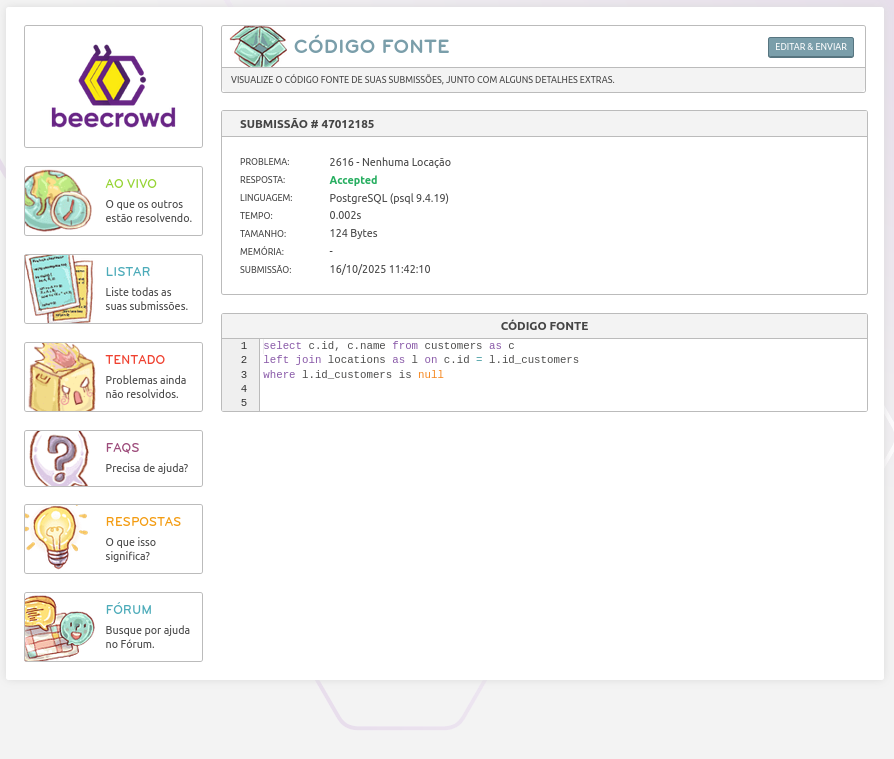 beecrowd
AO VIVO
O que os outros
estão resolvendo.
LISTAR
Liste todas as
suas submissões.
TENTADO
Problemas ainda
não resolvidos.
FAQS
Precisa de ajuda?
RESPOSTAS
O que isso
significa?
FÓRUM
Busque por ajuda
no Fórum.
CÓDIGO FONTE
EDITAR & ENVIAR
VISUALIZE O CÓDIGO FONTE DE SUAS SUBMISSÕES, JUNTO COM ALGUNS DETALHES EXTRAS.
SUBMISSÃO # 47012185
PROBLEMA: 2616 - Nenhuma Locação
RESPOSTA: Accepted
LINGUAGEM: PostgreSQL (psql 9.4.19)
TEMPO: 0.002s
TAMANHO: 124 Bytes
MEMÓRIA: -
SUBMISSÃO: 16/10/2025 11:42:10
CÓDIGO FONTE
1 select c.id, c.name from customers as c
2 left join locations as l on c.id = l.id_customers
3 where l.id_customers is null
4
5